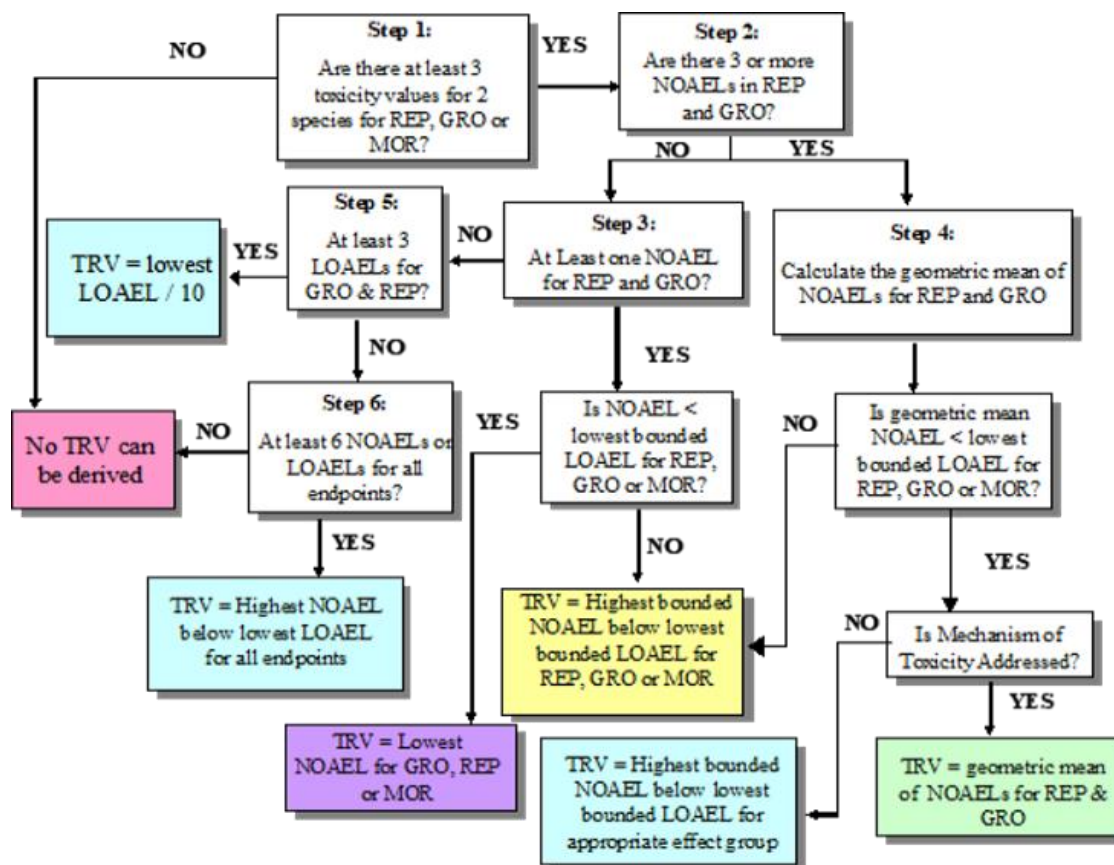 NO
Step 1:
Are there at least 3
toxicity values for 2
species for REP, GRO or
MOR?
YES
Step 2:
Are there 3 or more
NOAELs in REP
and GRO?
NO
YES
Step 5:
At least 3
LOAELs for
GRO & REP?
YES
TRV = lowest
LOAEL / 10
NO
Step 3:
At Least one NOAEL
for REP and GRO?
Step 4:
Calculate the geometric mean of
NOAELs for REP and GRO
NO
YES
Step 6:
At least 6 NOAELs or
LOAELs for all
endpoints?
NO
No TRV can
be derived
YES
Is NOAEL <
lowest bounded
LOAEL for REP,
GRO or MOR?
NO
Is geometric mean
NOAEL < lowest
bounded LOAEL for
REP, GRO or MOR?
YES
NO
YES
TRV = Highest NOAEL
below lowest LOAEL
for all endpoints
TRV = Highest bounded
NOAEL below lowest
bounded LOAEL for
REP, GRO or MOR
NO
Is Mechanism of
Toxicity Addressed?
YES
TRV = Lowest
NOAEL for GRO, REP
or MOR
TRV = Highest bounded
NOAEL below lowest
bounded LOAEL for
appropriate effect group
TRV = geometric mean
of NOAELs for REP &
GRO